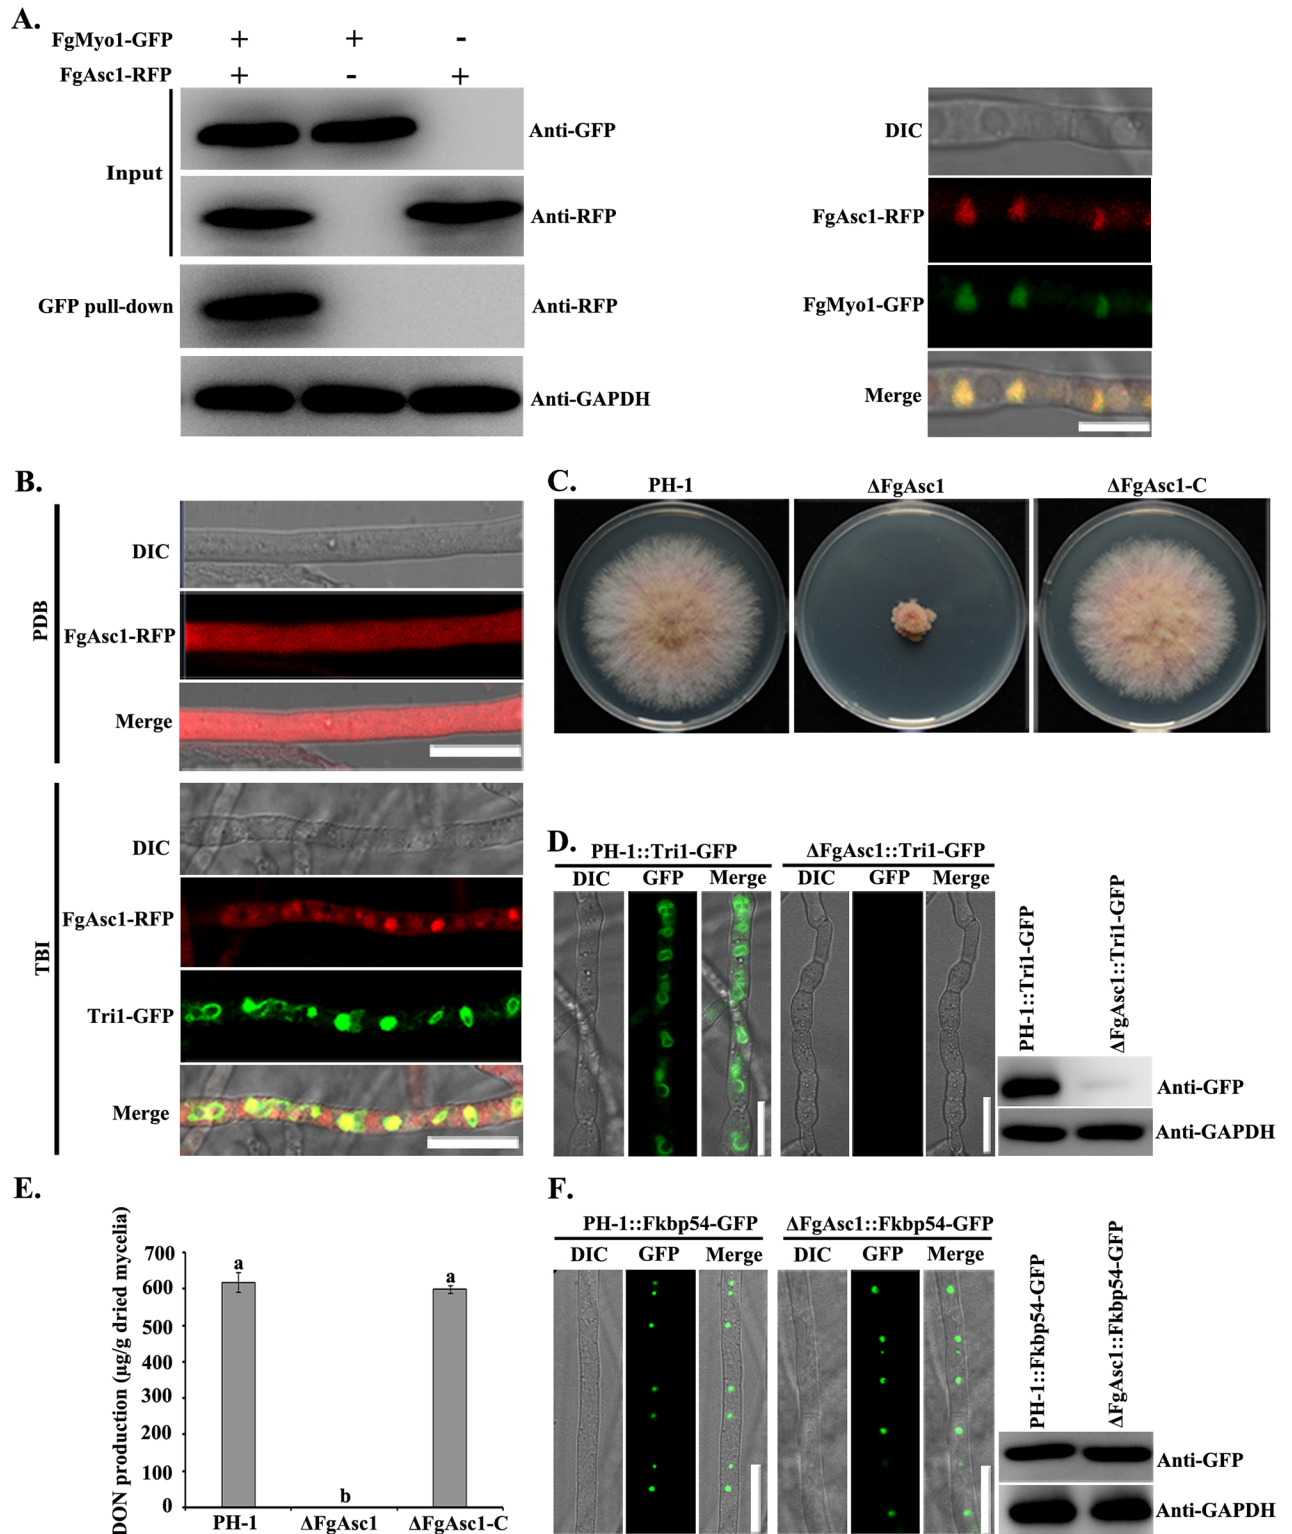 A.
FgMyo1-GFP + + -
FgAsc1-RFP + - +
Input
Anti-GFP
Anti-RFP
GFP pull-down
Anti-RFP
Anti-GAPDH
DIC
FgAsc1-RFP
FgMyo1-GFP
Merge
B.
PDB
DIC
FgAsc1-RFP
Merge
TBI
DIC
FgAsc1-RFP
Tri1-GFP
Merge
C.
PH-1 ΔFgAsc1 ΔFgAsc1-C
D.
PH-1::Tri1-GFP ΔFgAsc1::Tri1-GFP
DIC GFP Merge DIC GFP Merge
PH-1::Tri1-GFP
ΔFgAsc1::Tri1-GFP
Anti-GFP
Anti-GAPDH
E.
DON production (μg/g dried mycelia)
700
600
500
400
300
200
100
0
a
b
a
PH-1 ΔFgAsc1 ΔFgAsc1-C
F.
PH-1::Fkbp54-GFP ΔFgAsc1::Fkbp54-GFP
DIC GFP Merge DIC GFP Merge
PH-1::Fkbp54-GFP
ΔFgAsc1::Fkbp54-GFP
Anti-GFP
Anti-GAPDH